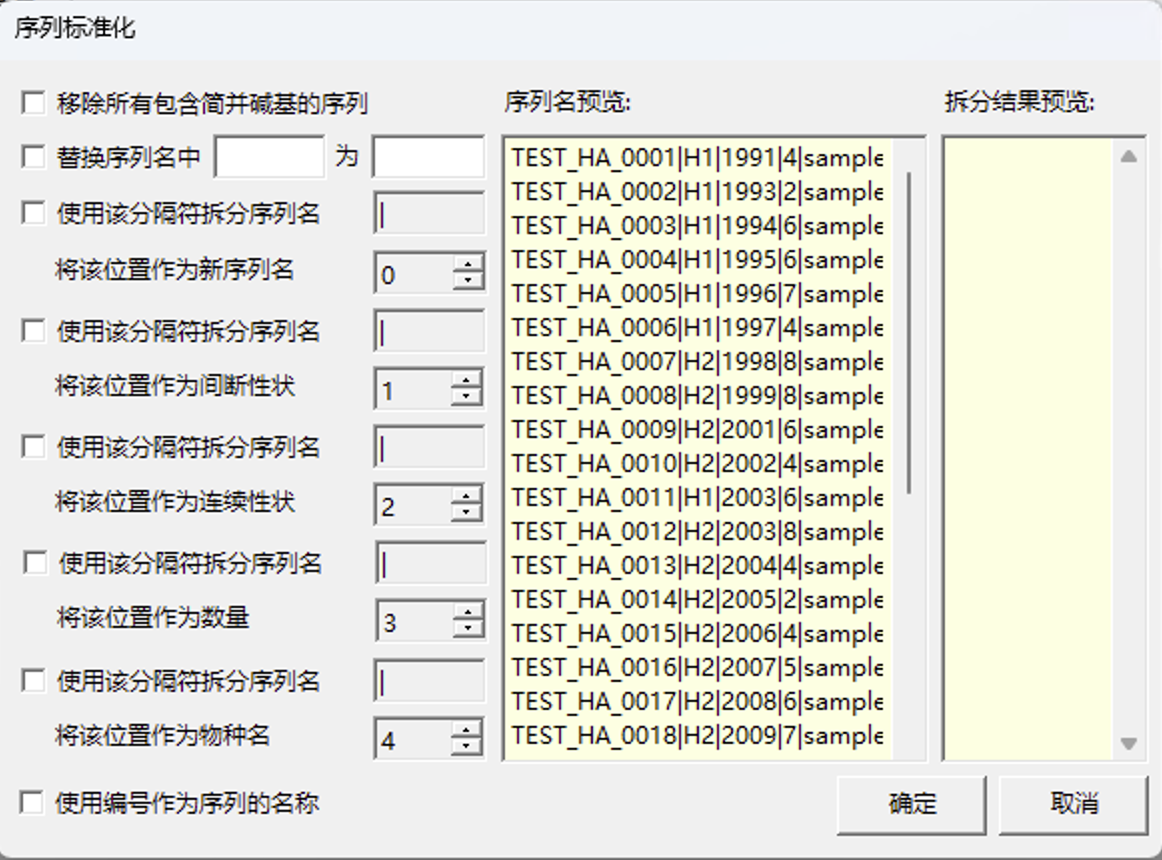 序列标准化
移除所有包含简并碱基的序列
替换序列名中 为
使用该分隔符拆分序列名 |
将该位置作为新序列名 0
使用该分隔符拆分序列名 |
将该位置作为间断性状 1
使用该分隔符拆分序列名 |
将该位置作为连续性状 2
使用该分隔符拆分序列名 |
将该位置作为数量 3
使用该分隔符拆分序列名 |
将该位置作为物种名 4
使用编号作为序列的名称
序列名预览:
TEST_HA_0001|H1|1991|4|sample
TEST_HA_0002|H1|1993|2|sample
TEST_HA_0003|H1|1994|6|sample
TEST_HA_0004|H1|1995|6|sample
TEST_HA_0005|H1|1996|7|sample
TEST_HA_0006|H1|1997|4|sample
TEST_HA_0007|H2|1998|8|sample
TEST_HA_0008|H2|1999|8|sample
TEST_HA_0009|H2|2001|6|sample
TEST_HA_0010|H2|2002|4|sample
TEST_HA_0011|H1|2003|6|sample
TEST_HA_0012|H2|2003|8|sample
TEST_HA_0013|H2|2004|4|sample
TEST_HA_0014|H2|2005|2|sample
TEST_HA_0015|H2|2006|4|sample
TEST_HA_0016|H2|2007|5|sample
TEST_HA_0017|H2|2008|6|sample
TEST_HA_0018|H2|2009|7|sample
拆分结果预览:
确定
取消